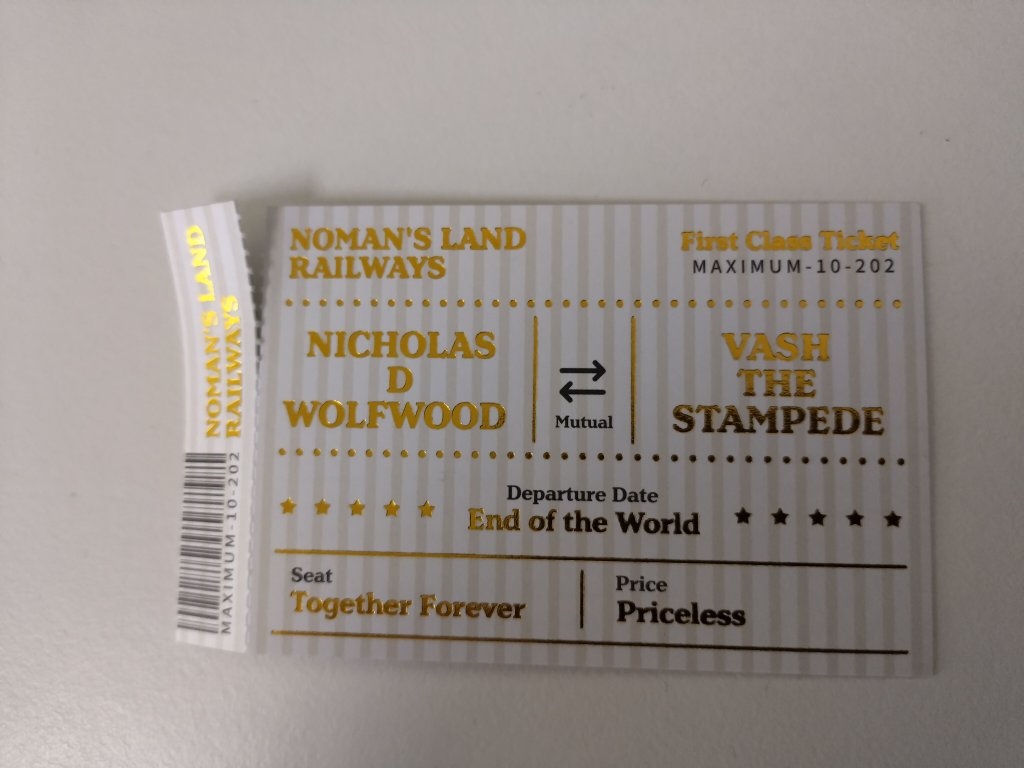 NOMAN'S LAND
RAILWAYS
MAXIMUM-10-202
NOMAN'S LAND
RAILWAYS
First Class Ticket
MAXIMUM-10-202
NICHOLAS
D
WOLFWOOD
Mutual
VASH
THE
STAMPEDE
Departure Date
End of the World
Seat
Together Forever
Price
Priceless